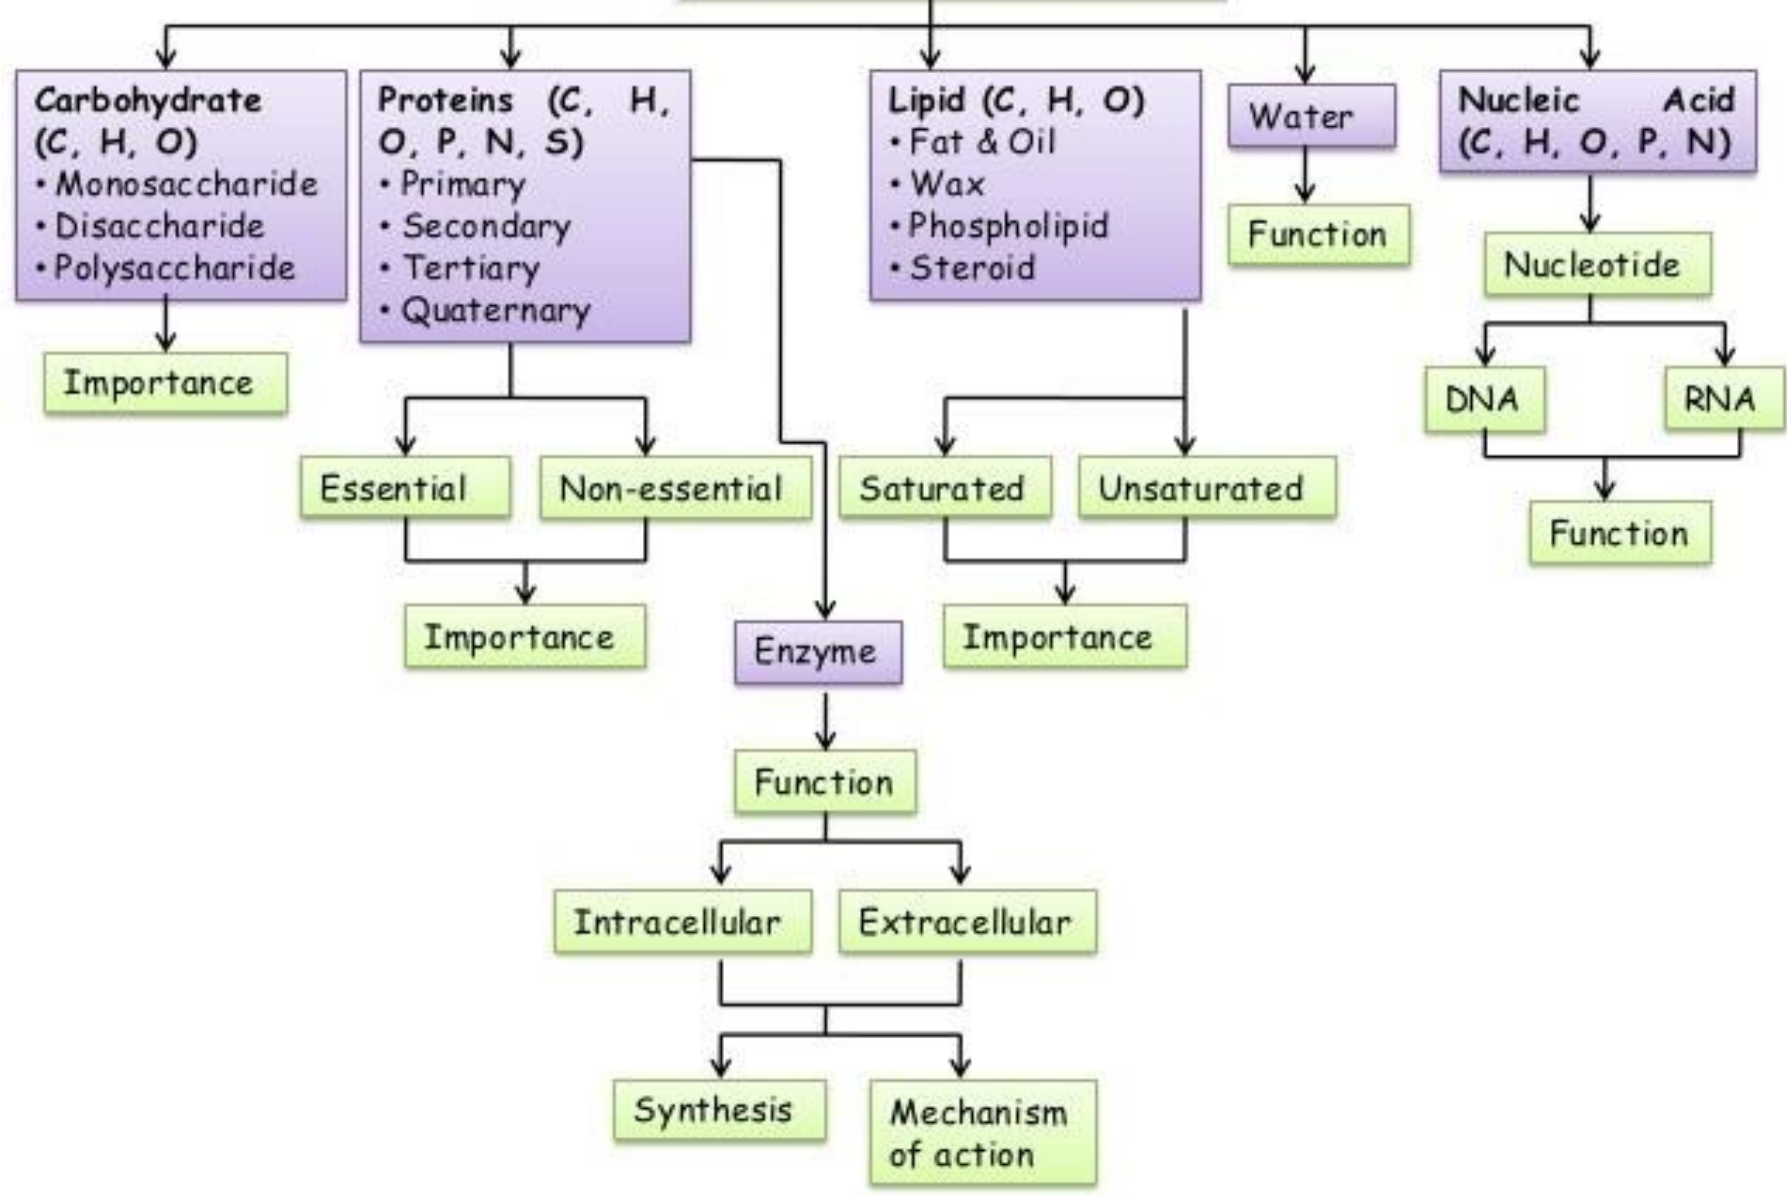 Carbohydrate
(C, H, O)
• Monosaccharide
• Disaccharide
• Polysaccharide
Importance
Proteins (C, H,
O, P, N, S)
• Primary
• Secondary
• Tertiary
• Quaternary
Essential
Non-essential
Importance
Enzyme
Function
Intracellular
Extracellular
Synthesis
Mechanism
of action
Lipid (C, H, O)
• Fat & Oil
• Wax
• Phospholipid
• Steroid
Saturated
Unsaturated
Importance
Water
Function
Nucleic Acid
(C, H, O, P, N)
Nucleotide
DNA
RNA
Function